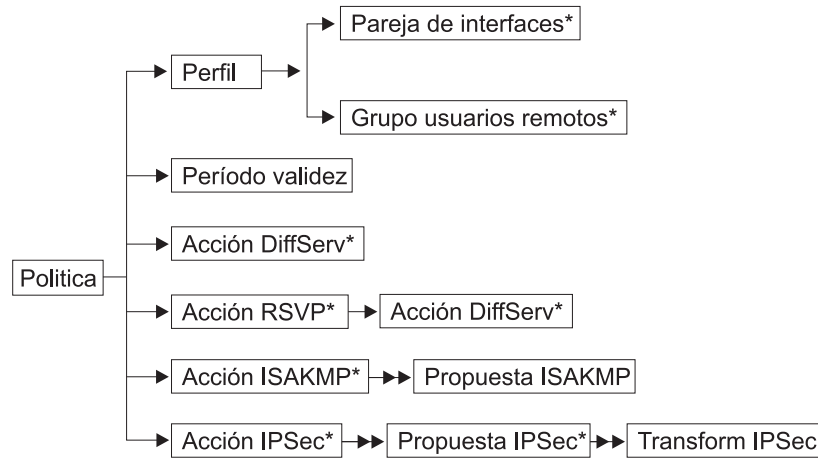 Pareja de interfaces*
Perfil
Grupo usuarios remotos*
Período validez
Acción DiffServ*
Politica
Acción RSVP*
Acción DiffServ*
Acción ISAKMP*
Propuesta ISAKMP
Acción IPSec*
Propuesta IPSec*
Transform IPSec